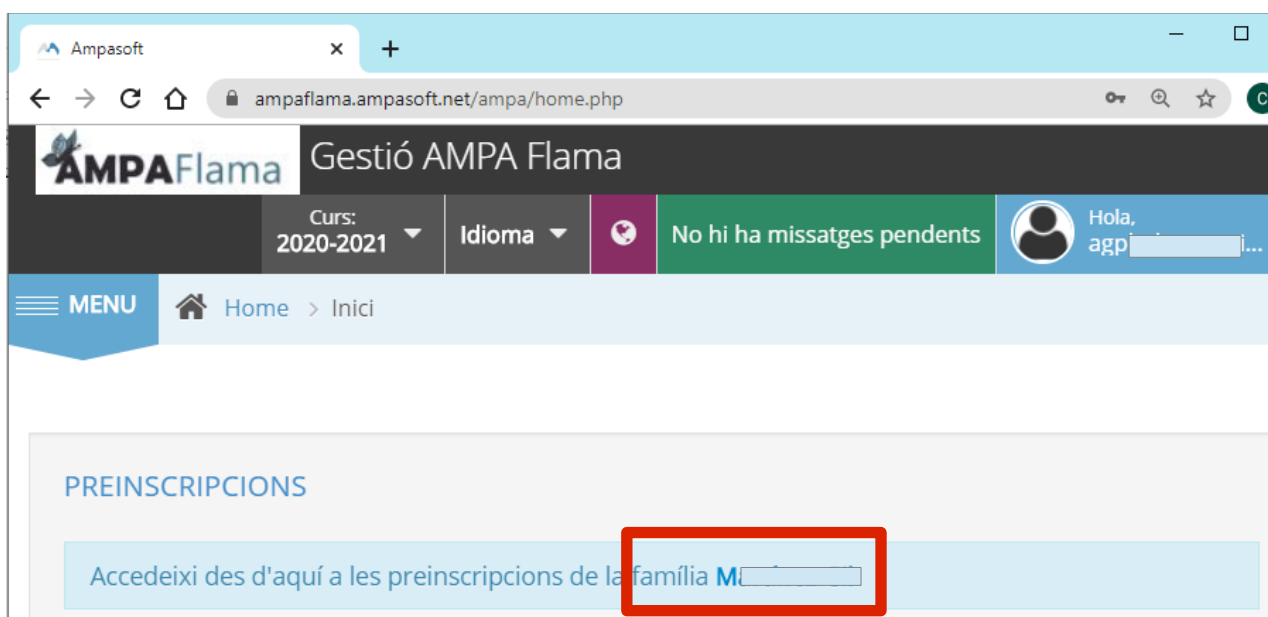 Ampasoft
ampaflama.ampasoft.net/ampa/home.php
C
AMPAFlama
Gestió AMPA Flama
Curs:
2020-2021
Idioma
No hi ha missatges pendents
Hola,
MENU
Home > Inici
PREINSCRIPCIONS
Accedeixi des d'aquí a les preinscripcions de la família